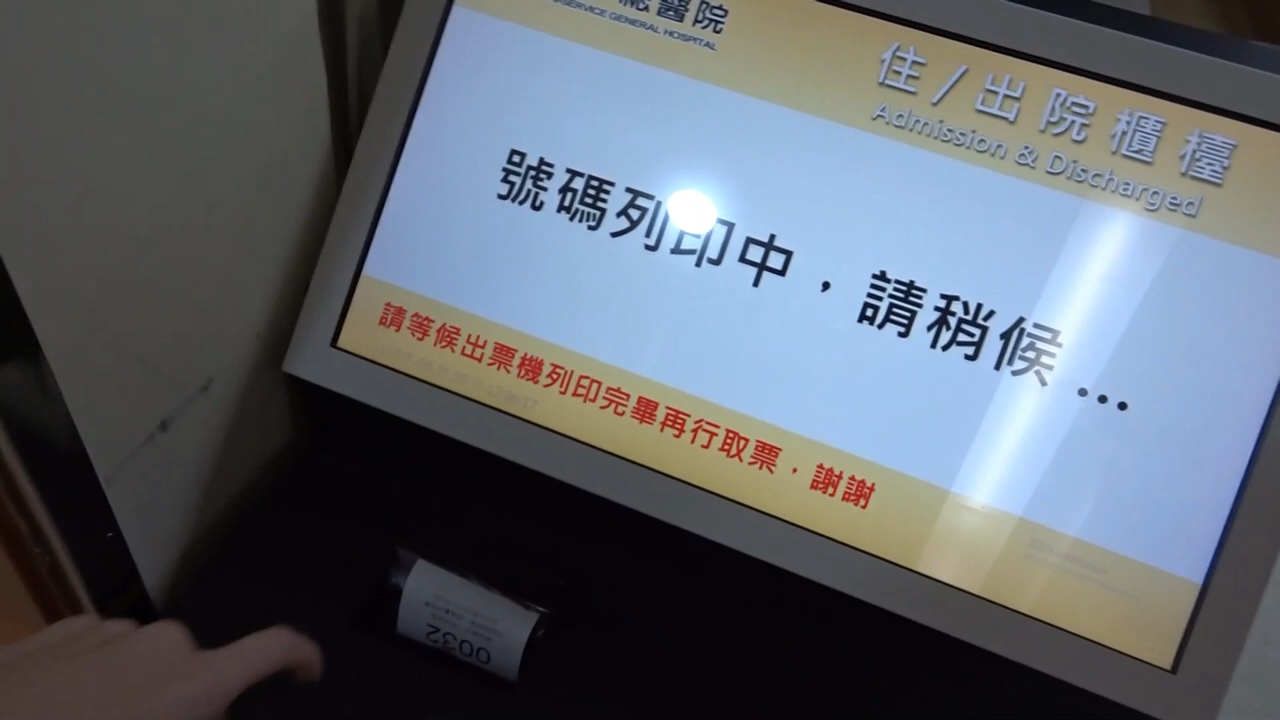 總醫院
SERVICE GENERAL HOSPITAL
住/出院櫃檯
Admission & Discharged
號碼列印中，請稍候...
請等候出票機列印完畢再行取票，謝謝
0032